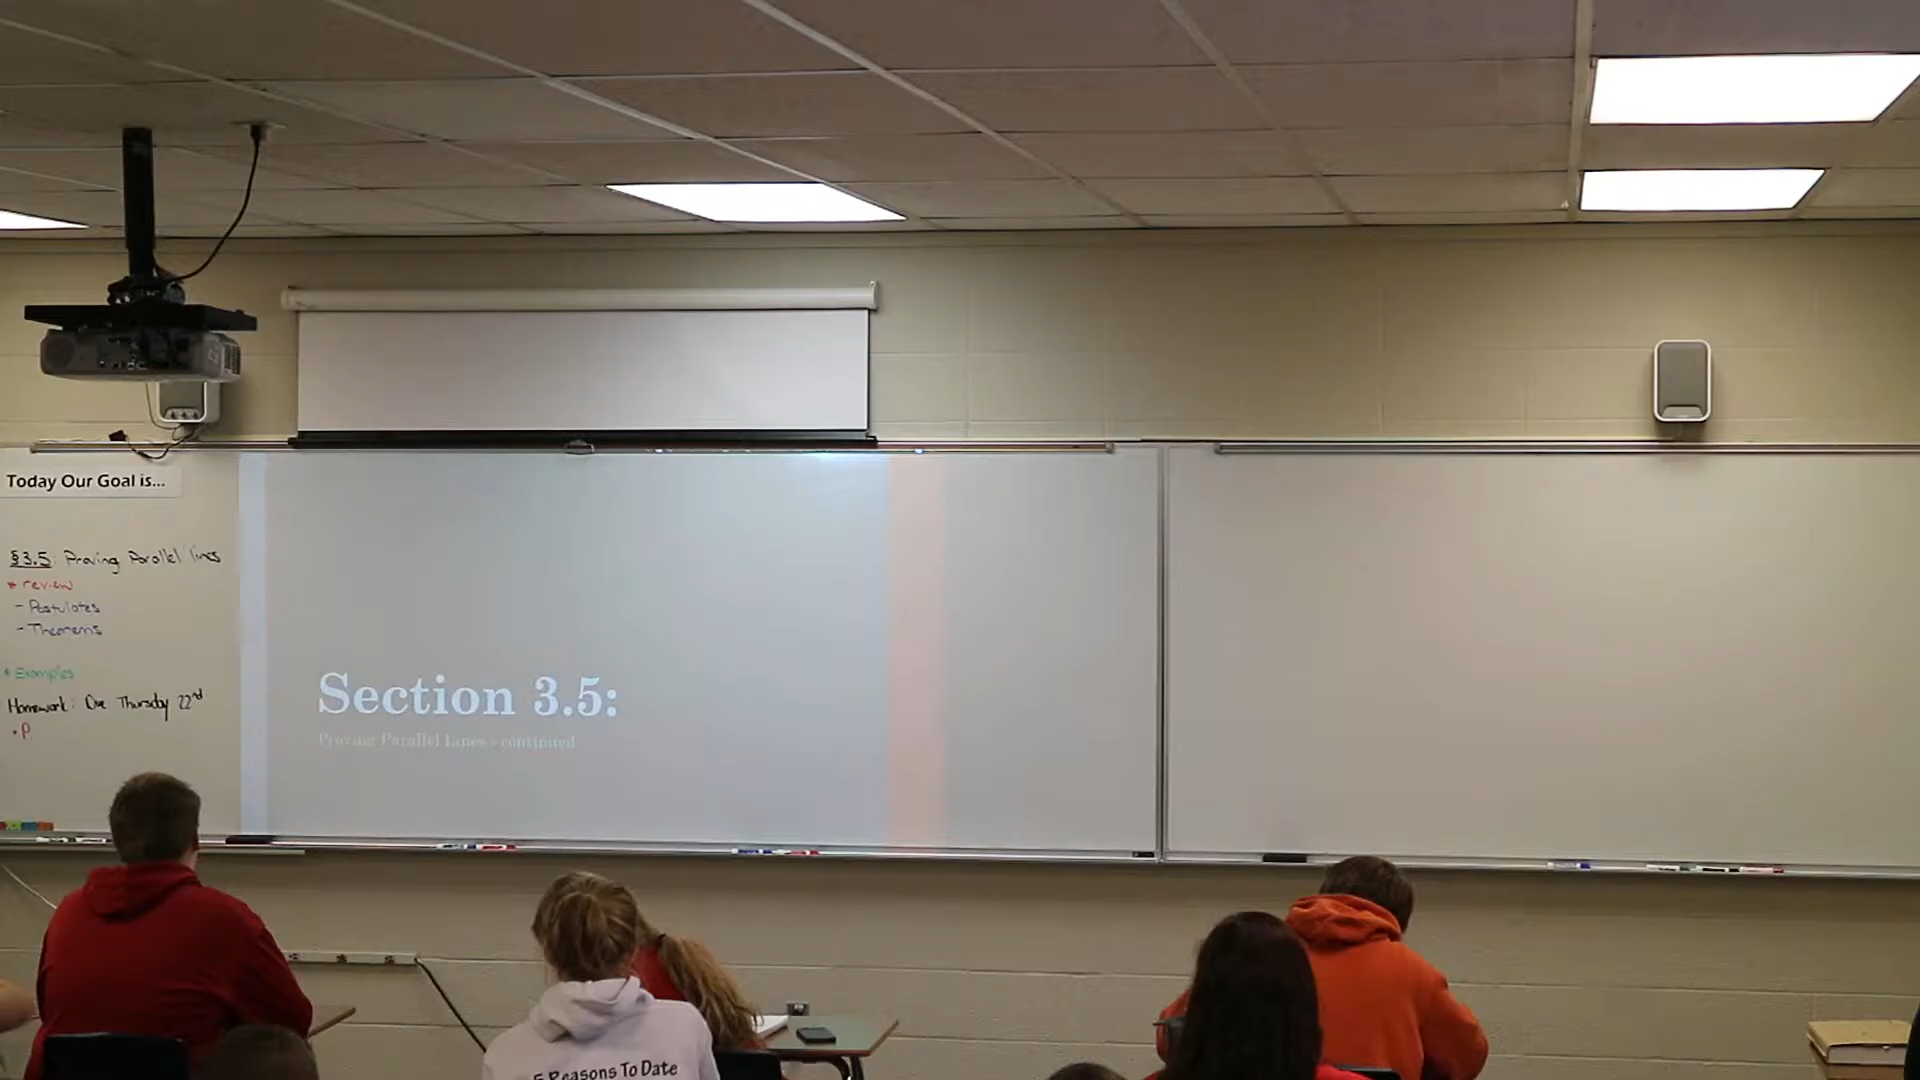 Today Our Goal is...
§3.5: Proving Parallel lines
* review
- Postulates
- Theorems
* Examples
Homework: Due Thursday 22nd
• P
Section 3.5:
Proving Parallel Lines - continued
5 Reasons To Date